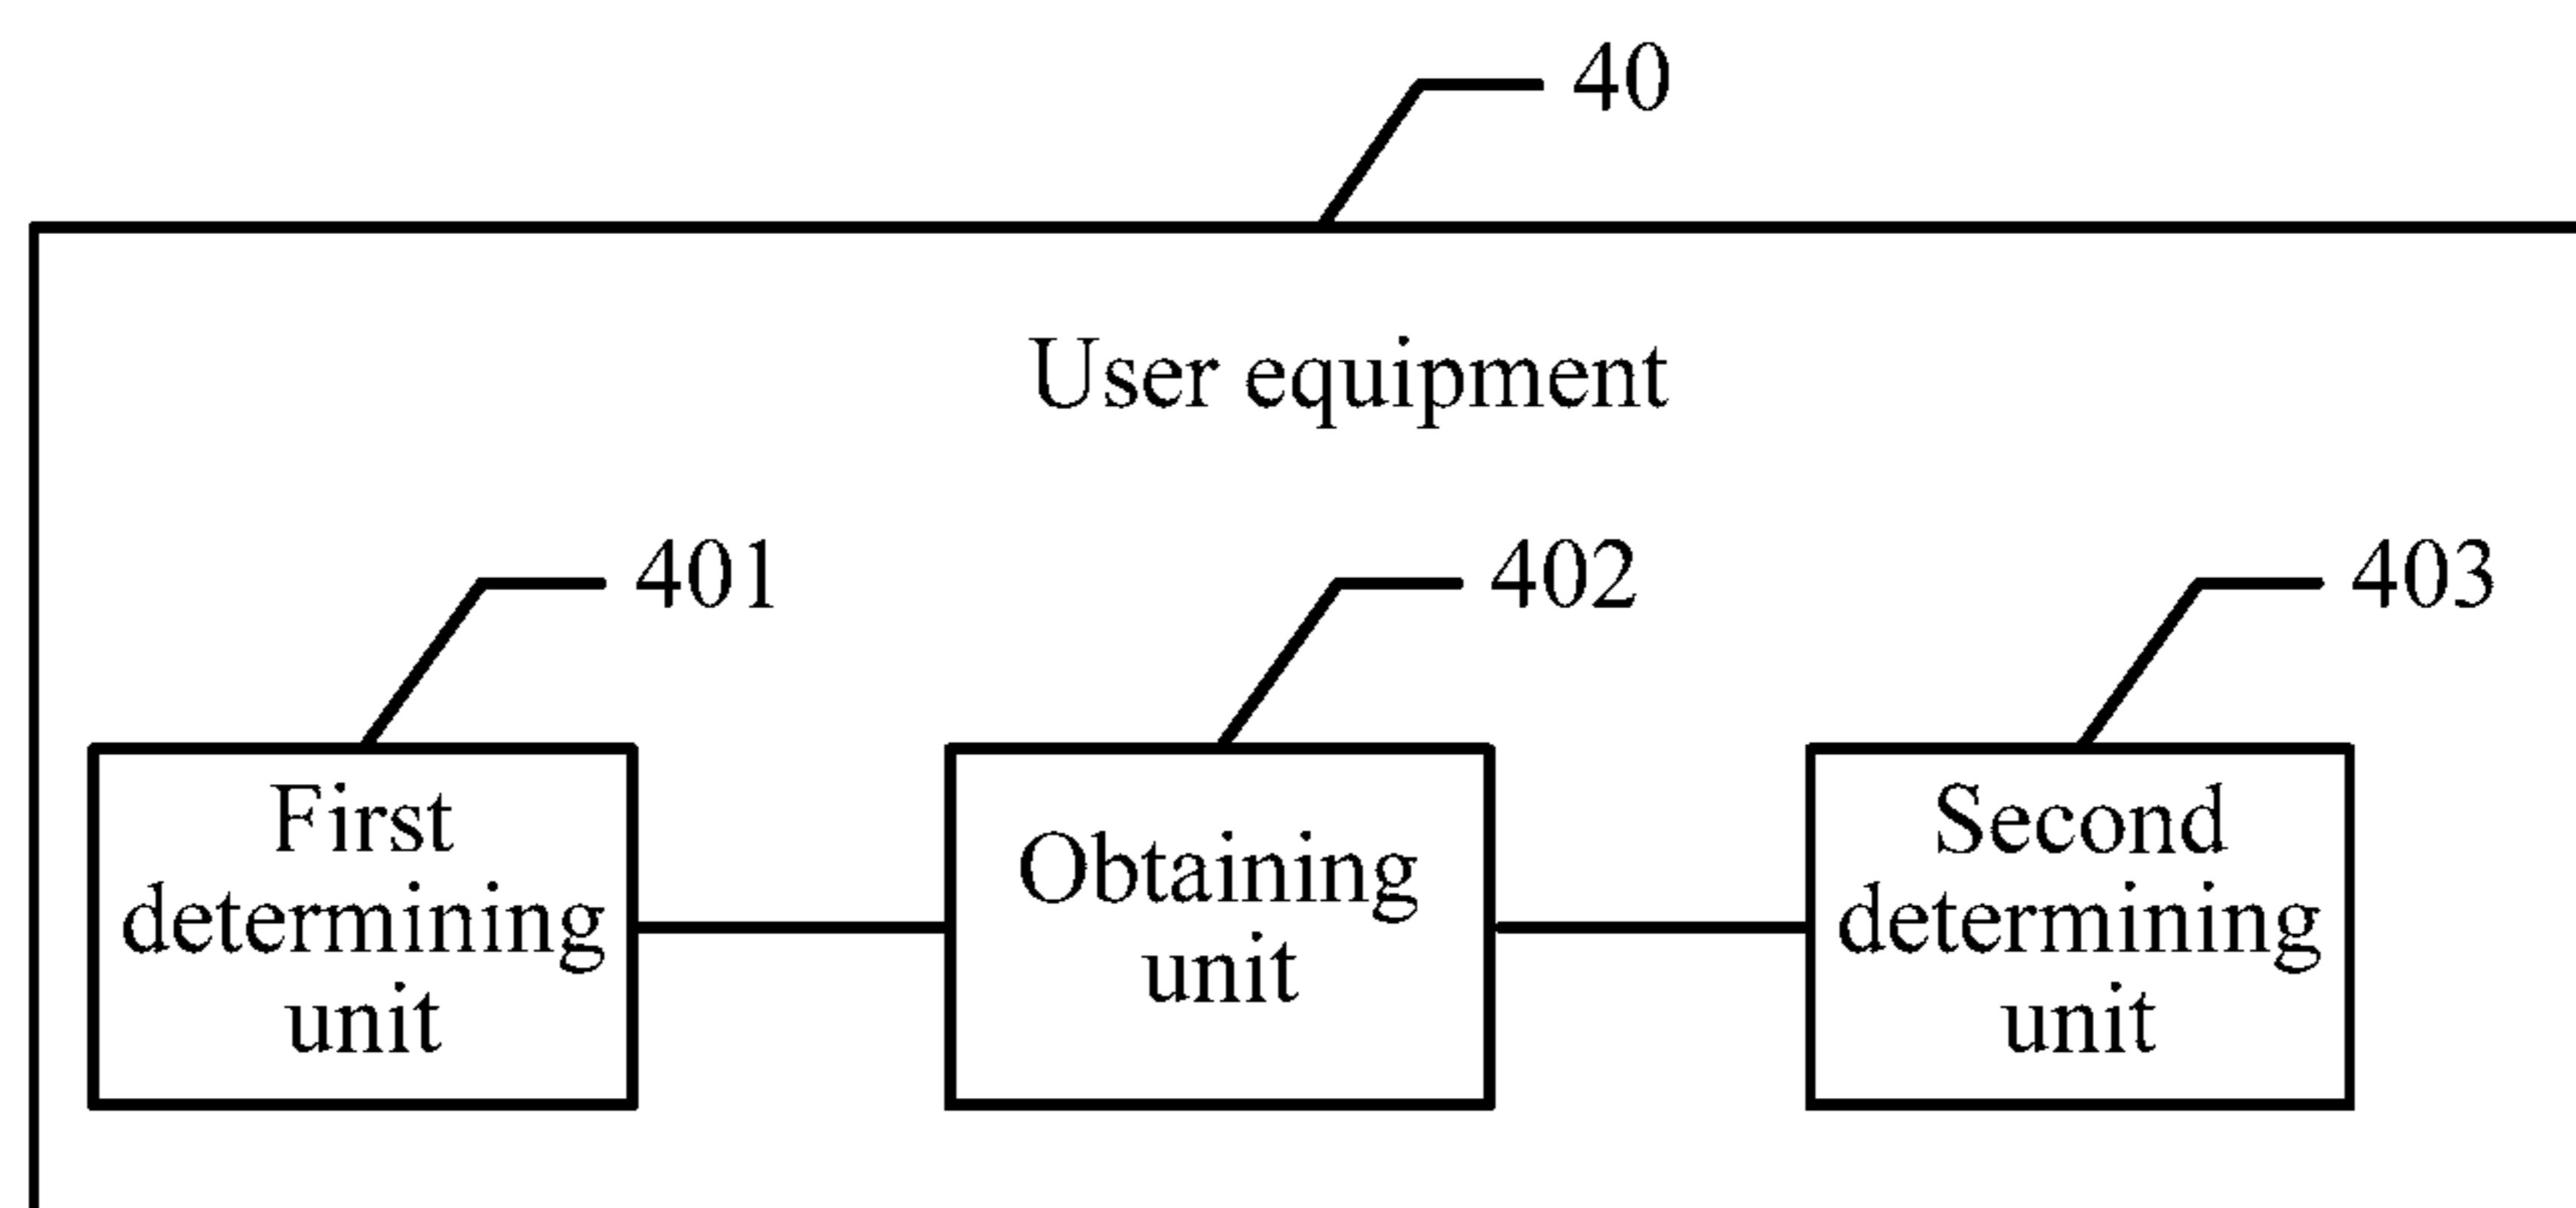 40
User equipment
401
402
403
First
determining
unit
Obtaining
unit
Second
determining
unit